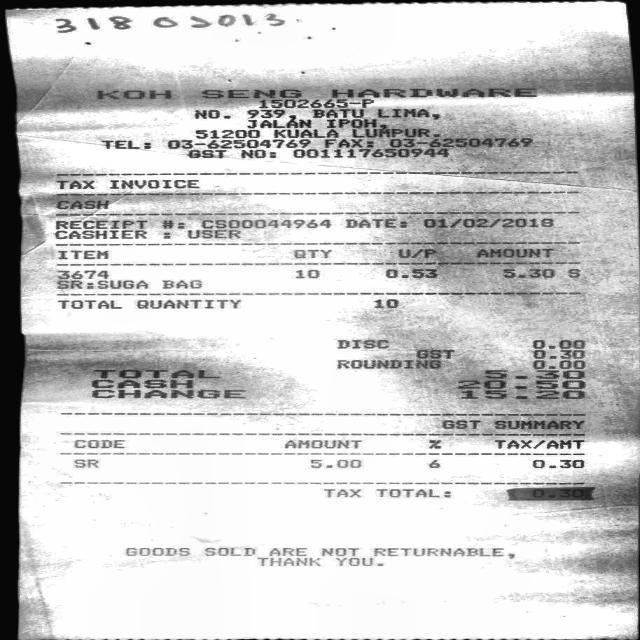 318 03013
KOH SENG HARDWARE
1502665-P
NO. 939, BATU LIMA,
JALAN IPOH,
51200 KUALA LUMPUR.
TEL: 03-62504769 FAX: 03-62504769
GST NO: 001117650944
TAX INVOICE
CASH
RECEIPT #: CS00044964 DATE: 01/02/2018
CASHIER : USER
ITEM QTY U/P AMOUNT
3674 10 0.53 5.30 S
SR:SUGA BAG
TOTAL QUANTITY 10
DISC 0.00
GST 0.30
ROUNDING 0.00
TOTAL 5.30
CASH 20.50
CHANGE 15.20
GST SUMMARY
CODE AMOUNT % TAX/AMT
SR 5.00 6 0.30
TAX TOTAL: 0.30
GOODS SOLD ARE NOT RETURNABLE,
THANK YOU.